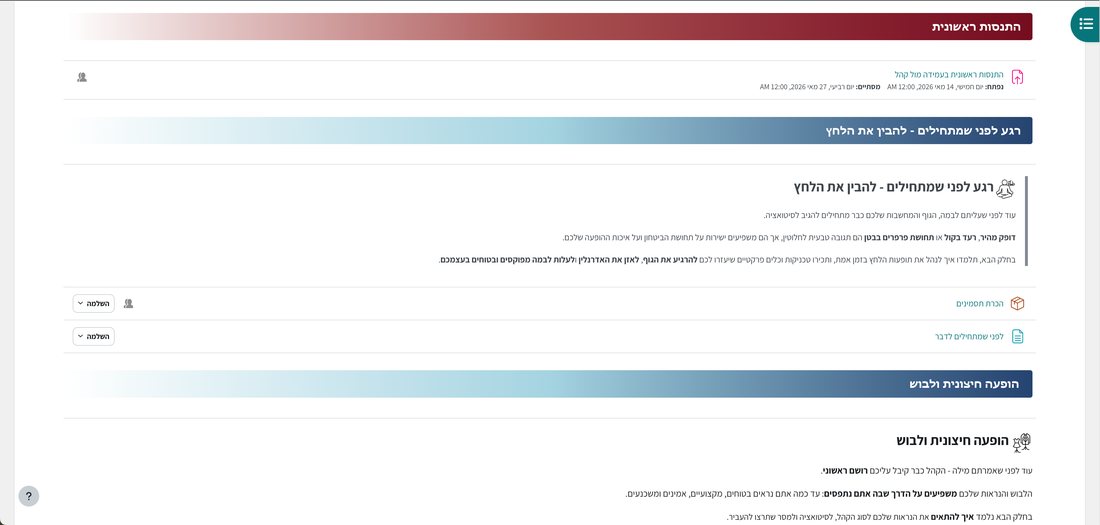 התנסות ראשונית
התנסות ראשונית בעמידה מול קהל
נפתח: יום חמישי, 14 מאי 2026, 12:00 AM מסתיים: יום רביעי, 27 מאי 2026, 12:00 AM
רגע לפני שמתחילים - להבין את הלחץ
רגע לפני שמתחילים - להבין את הלחץ
עוד לפני שעליתם לבמה, הגוף והמחשבות שלכם כבר מתחילים להגיב לסיטואציה.
דופק מהיר, רעד בקול או תחושת פרפרים בבטן הם תגובה טבעית לחלוטין, אך הם משפיעים ישירות על תחושת הביטחון ועל איכות ההופעה שלכם.
בחלק הבא, תלמדו איך לנהל את תופעות הלחץ בזמן אמת, ותכירו טכניקות וכלים פרקטיים שיעזרו לכם להרגיע את הגוף, לאזן את האדרנלין ולעלות לבמה מפוקסים ובטוחים בעצמכם.
הכרת תסמינים
השלמה
לפני שמתחילים לדבר
השלמה
הופעה חיצונית ולבוש
הופעה חיצונית ולבוש
עוד לפני שאמרתם מילה - הקהל כבר קיבל עליכם רושם ראשוני.
הלבוש והנראות שלכם משפיעים על הדרך שבה אתם נתפסים: עד כמה אתם נראים בטוחים, מקצועיים, אמינים ומשכנעים.
בחלק הבא נלמד איך להתאים את הנראות שלכם לסוג הקהל, לסיטואציה ולמסר שתרצו להעביר.
?